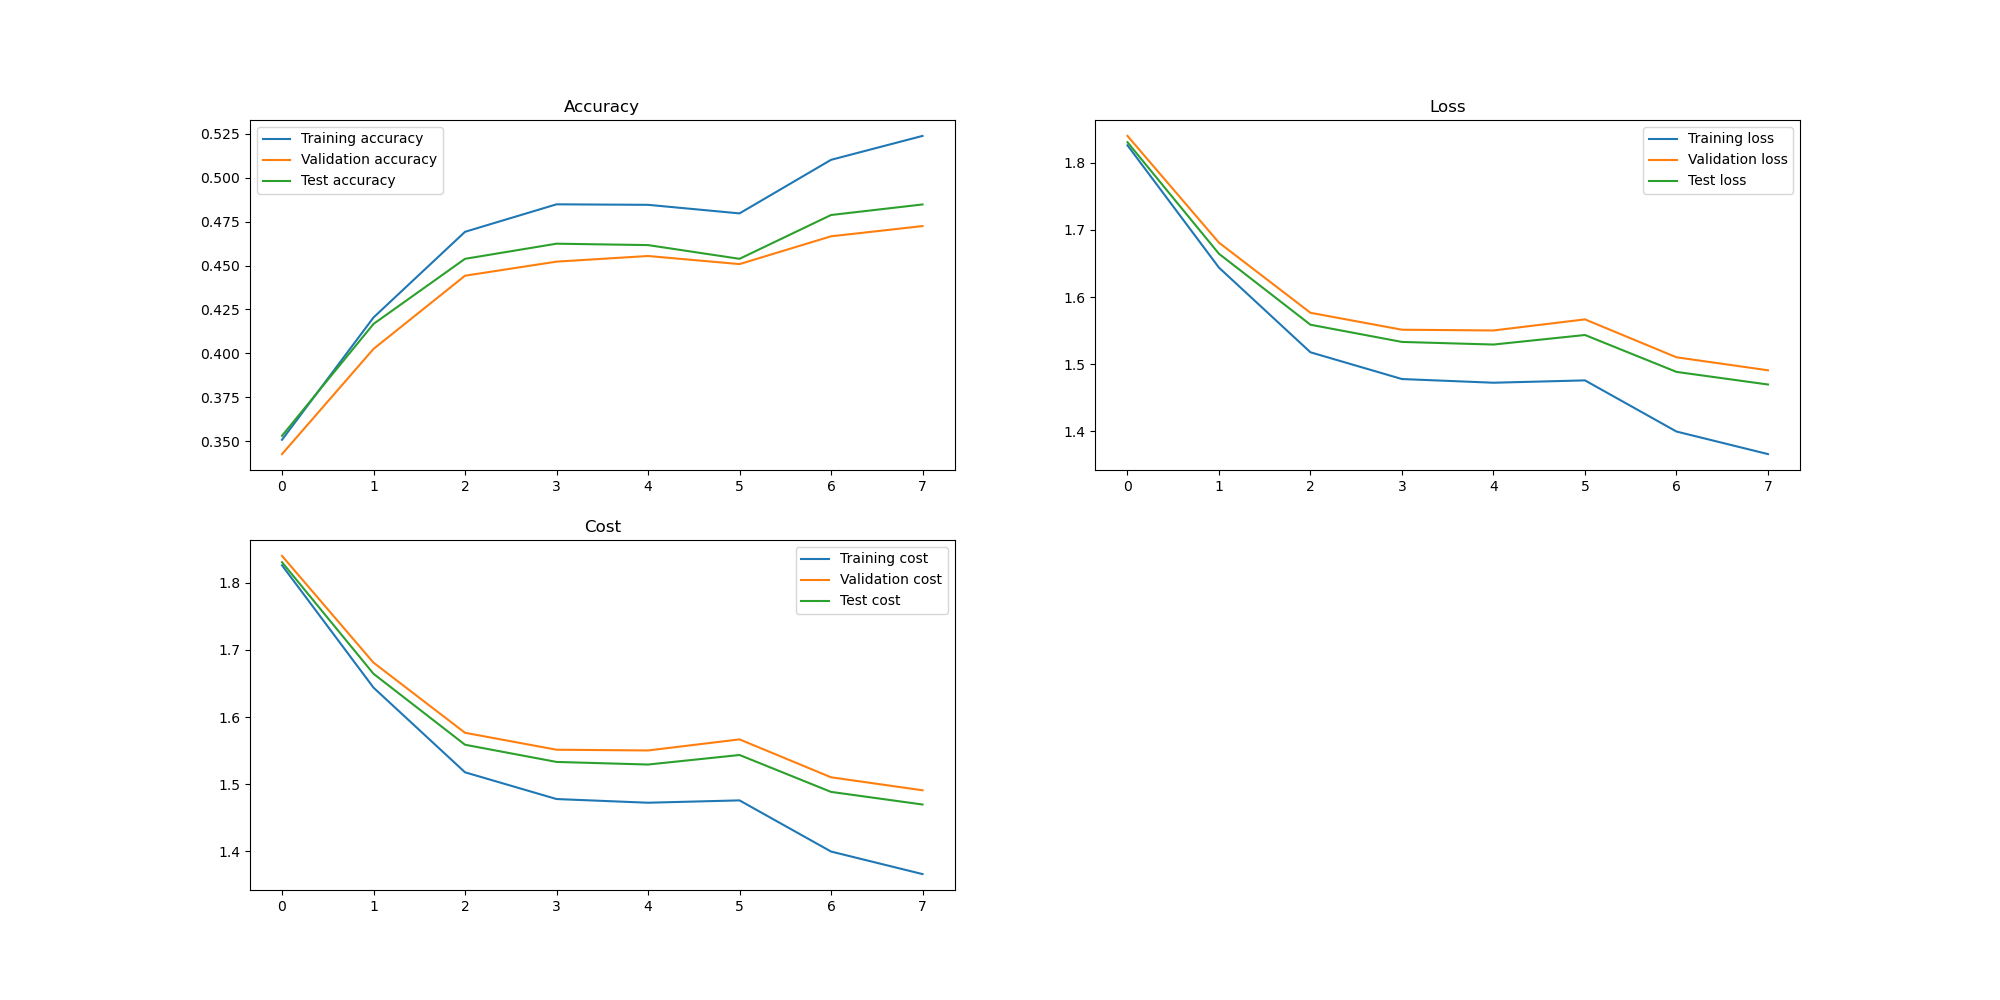 Accuracy
0.525
0.500
0.475
0.450
0.425
0.400
0.375
0.350
Training accuracy
Validation accuracy
Test accuracy
0 1 2 3 4 5 6 7
Loss
1.8
1.7
1.6
1.5
1.4
Training loss
Validation loss
Test loss
0 1 2 3 4 5 6 7
Cost
1.8
1.7
1.6
1.5
1.4
Training cost
Validation cost
Test cost
0 1 2 3 4 5 6 7